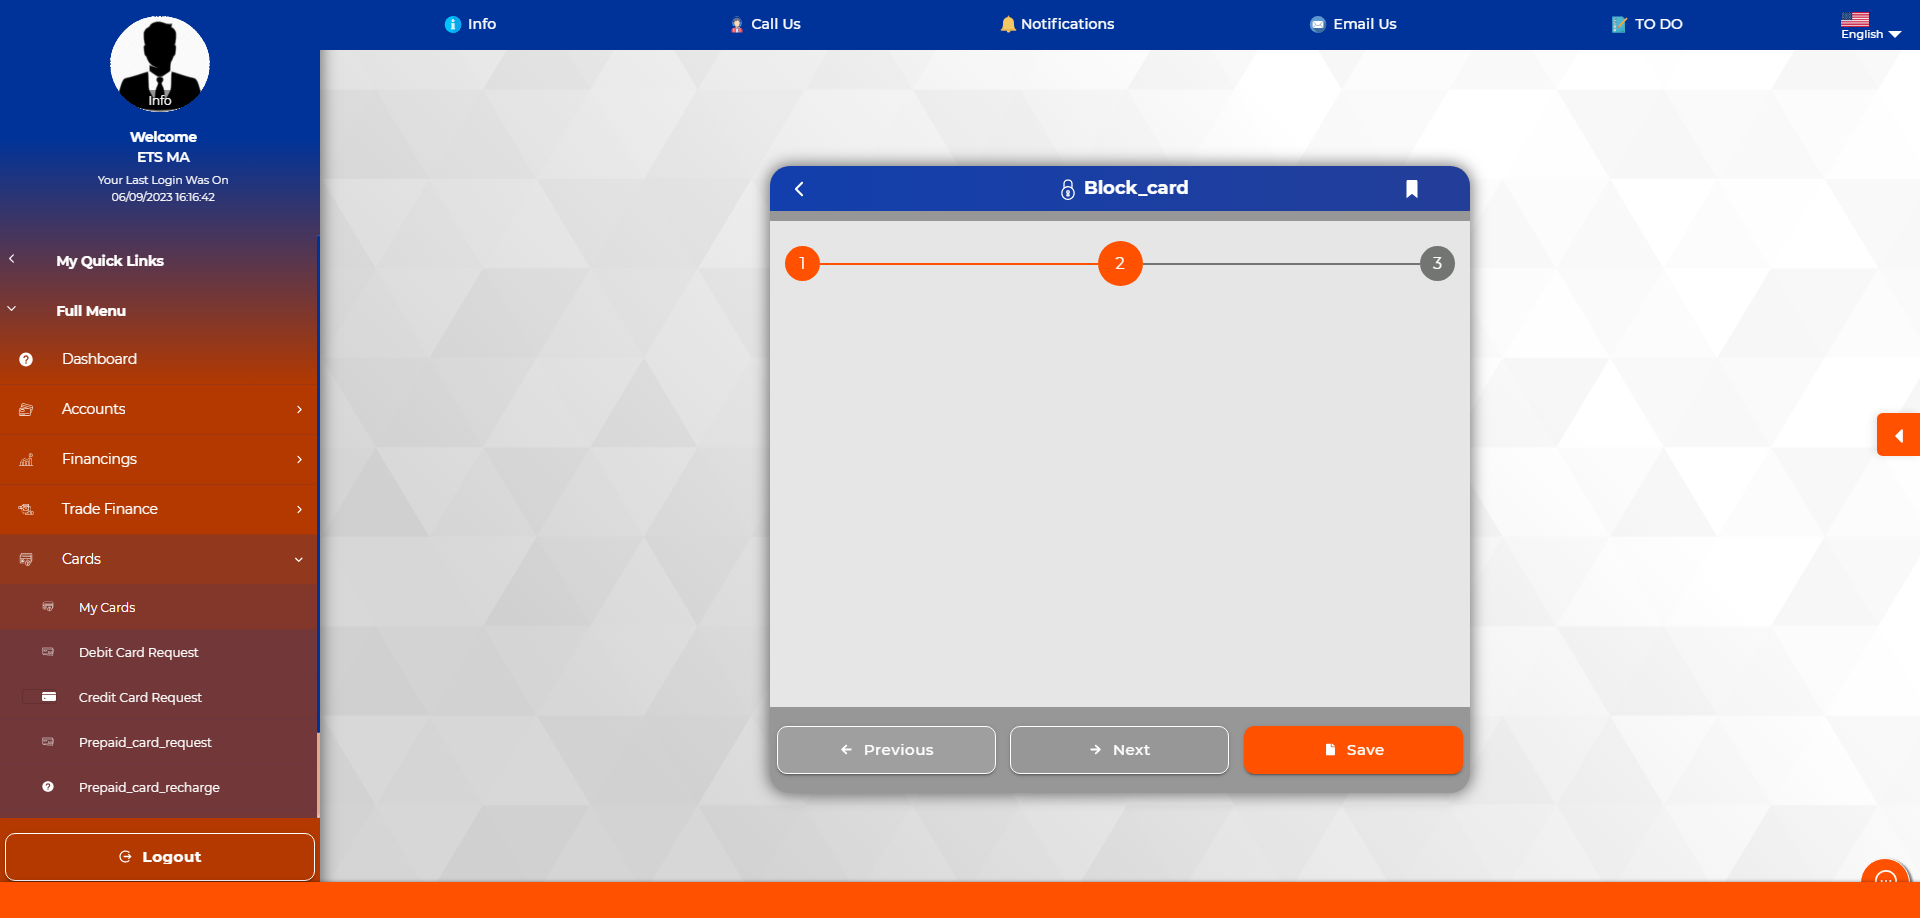 Info
Call Us
Notifications
Email Us
TO DO
English
Info
Welcome
ETS MA
Your Last Login Was On
06/09/2023 16:16:42
My Quick Links
Full Menu
Dashboard
Accounts
Financings
Trade Finance
Cards
My Cards
Debit Card Request
Credit Card Request
Prepaid_card_request
Prepaid_card_recharge
Logout
Block_card
1
2
3
Previous
Next
Save